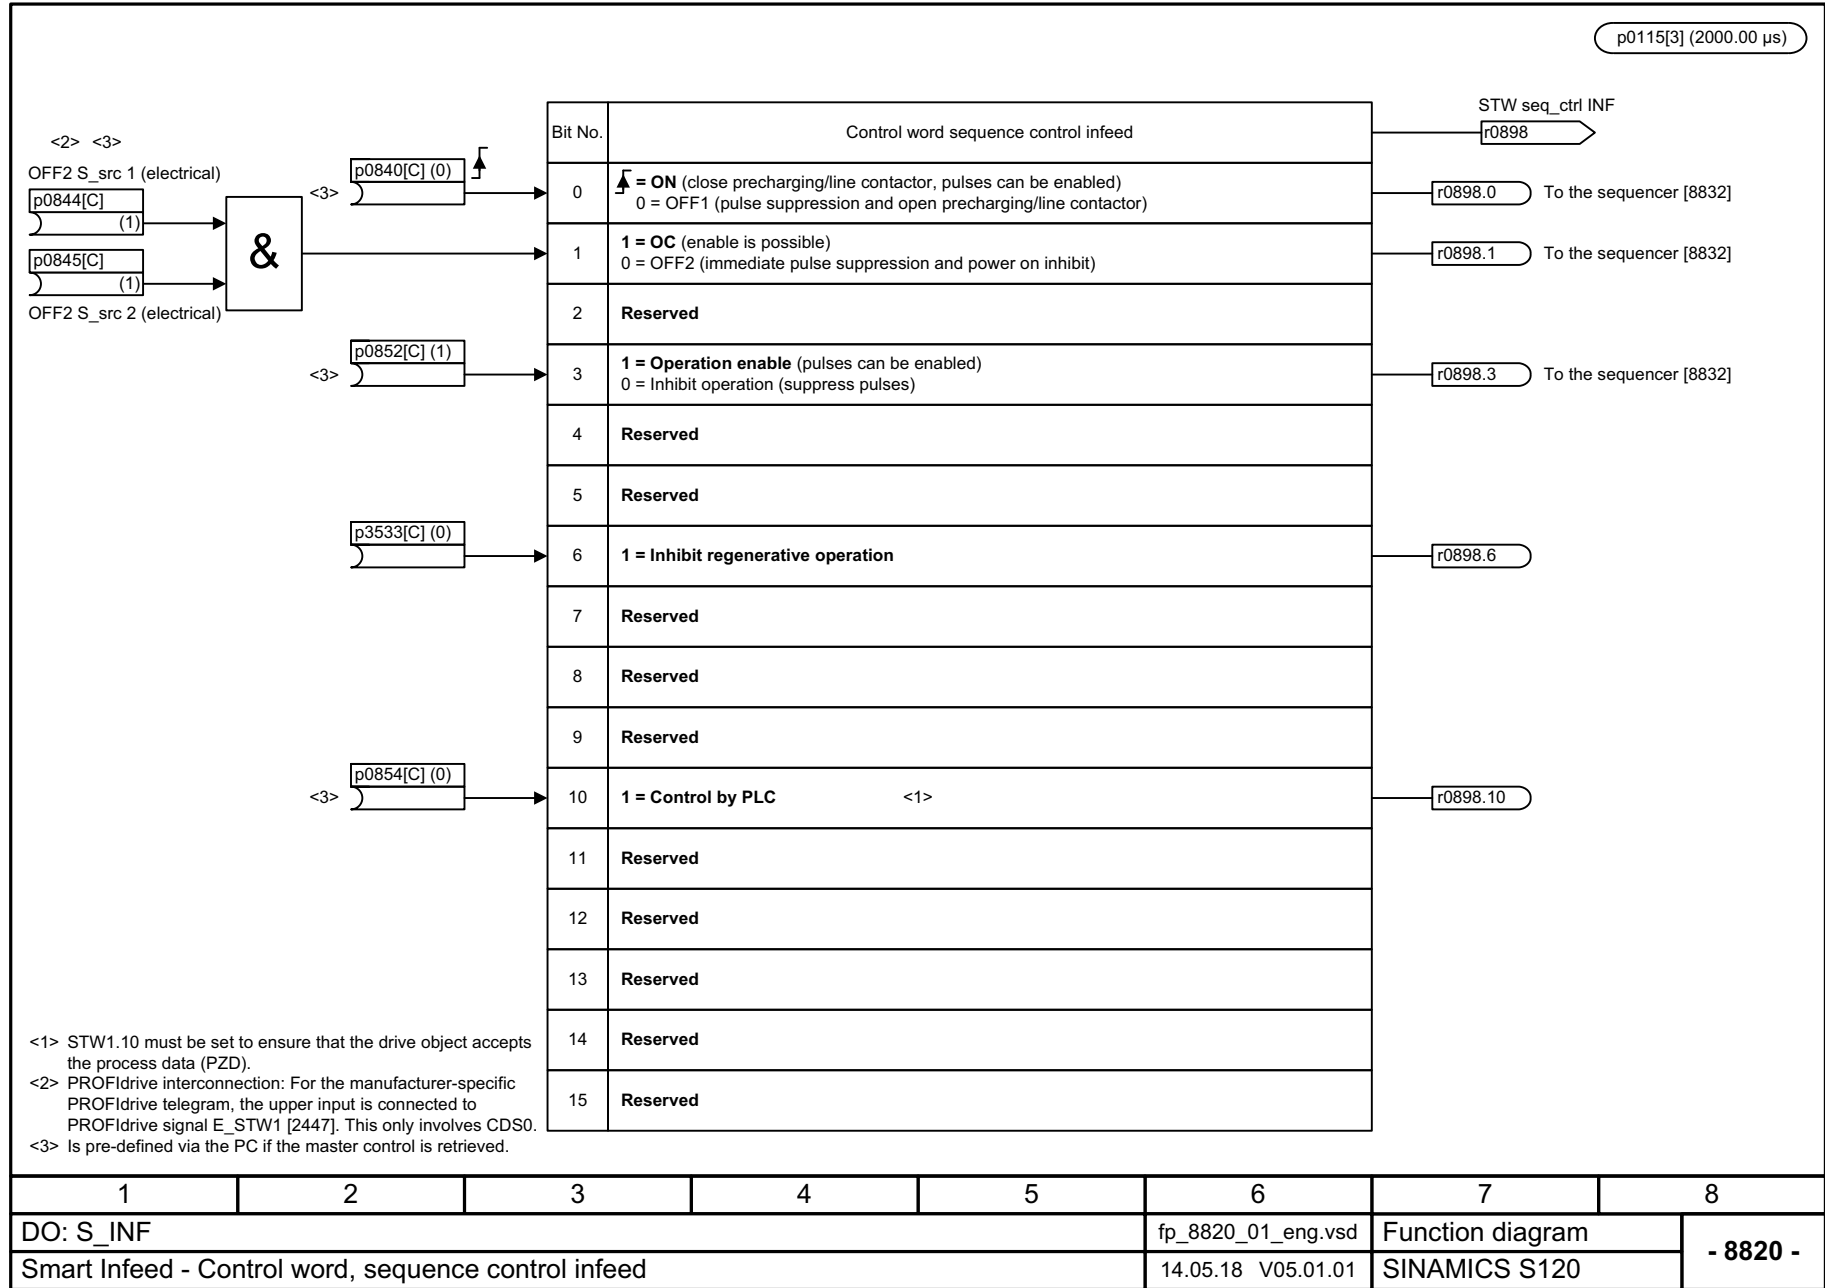 p0115[3] (2000.00 µs)
STW seq_ctrl INF
r0898
Bit No.
Control word sequence control infeed
<2> <3>
OFF2 S_src 1 (electrical)
p0844[C]
(1)
p0845[C]
(1)
OFF2 S_src 2 (electrical)
&
<3>
p0840[C] (0)
0
= ON (close precharging/line contactor, pulses can be enabled)
0 = OFF1 (pulse suppression and open precharging/line contactor)
r0898.0
To the sequencer [8832]
1
1 = OC (enable is possible)
0 = OFF2 (immediate pulse suppression and power on inhibit)
r0898.1
To the sequencer [8832]
2
Reserved
<3>
p0852[C] (1)
3
1 = Operation enable (pulses can be enabled)
0 = Inhibit operation (suppress pulses)
r0898.3
To the sequencer [8832]
4
Reserved
5
Reserved
p3533[C] (0)
6
1 = Inhibit regenerative operation
r0898.6
7
Reserved
8
Reserved
9
Reserved
<3>
p0854[C] (0)
10
1 = Control by PLC <1>
r0898.10
11
Reserved
12
Reserved
13
Reserved
14
Reserved
15
Reserved
<1> STW1.10 must be set to ensure that the drive object accepts
the process data (PZD).
<2> PROFIdrive interconnection: For the manufacturer-specific
PROFIdrive telegram, the upper input is connected to
PROFIdrive signal E_STW1 [2447]. This only involves CDS0.
<3> Is pre-defined via the PC if the master control is retrieved.
1 2 3 4 5 6 7 8
DO: S_INF
fp_8820_01_eng.vsd
Function diagram
- 8820 -
Smart Infeed - Control word, sequence control infeed
14.05.18 V05.01.01
SINAMICS S120